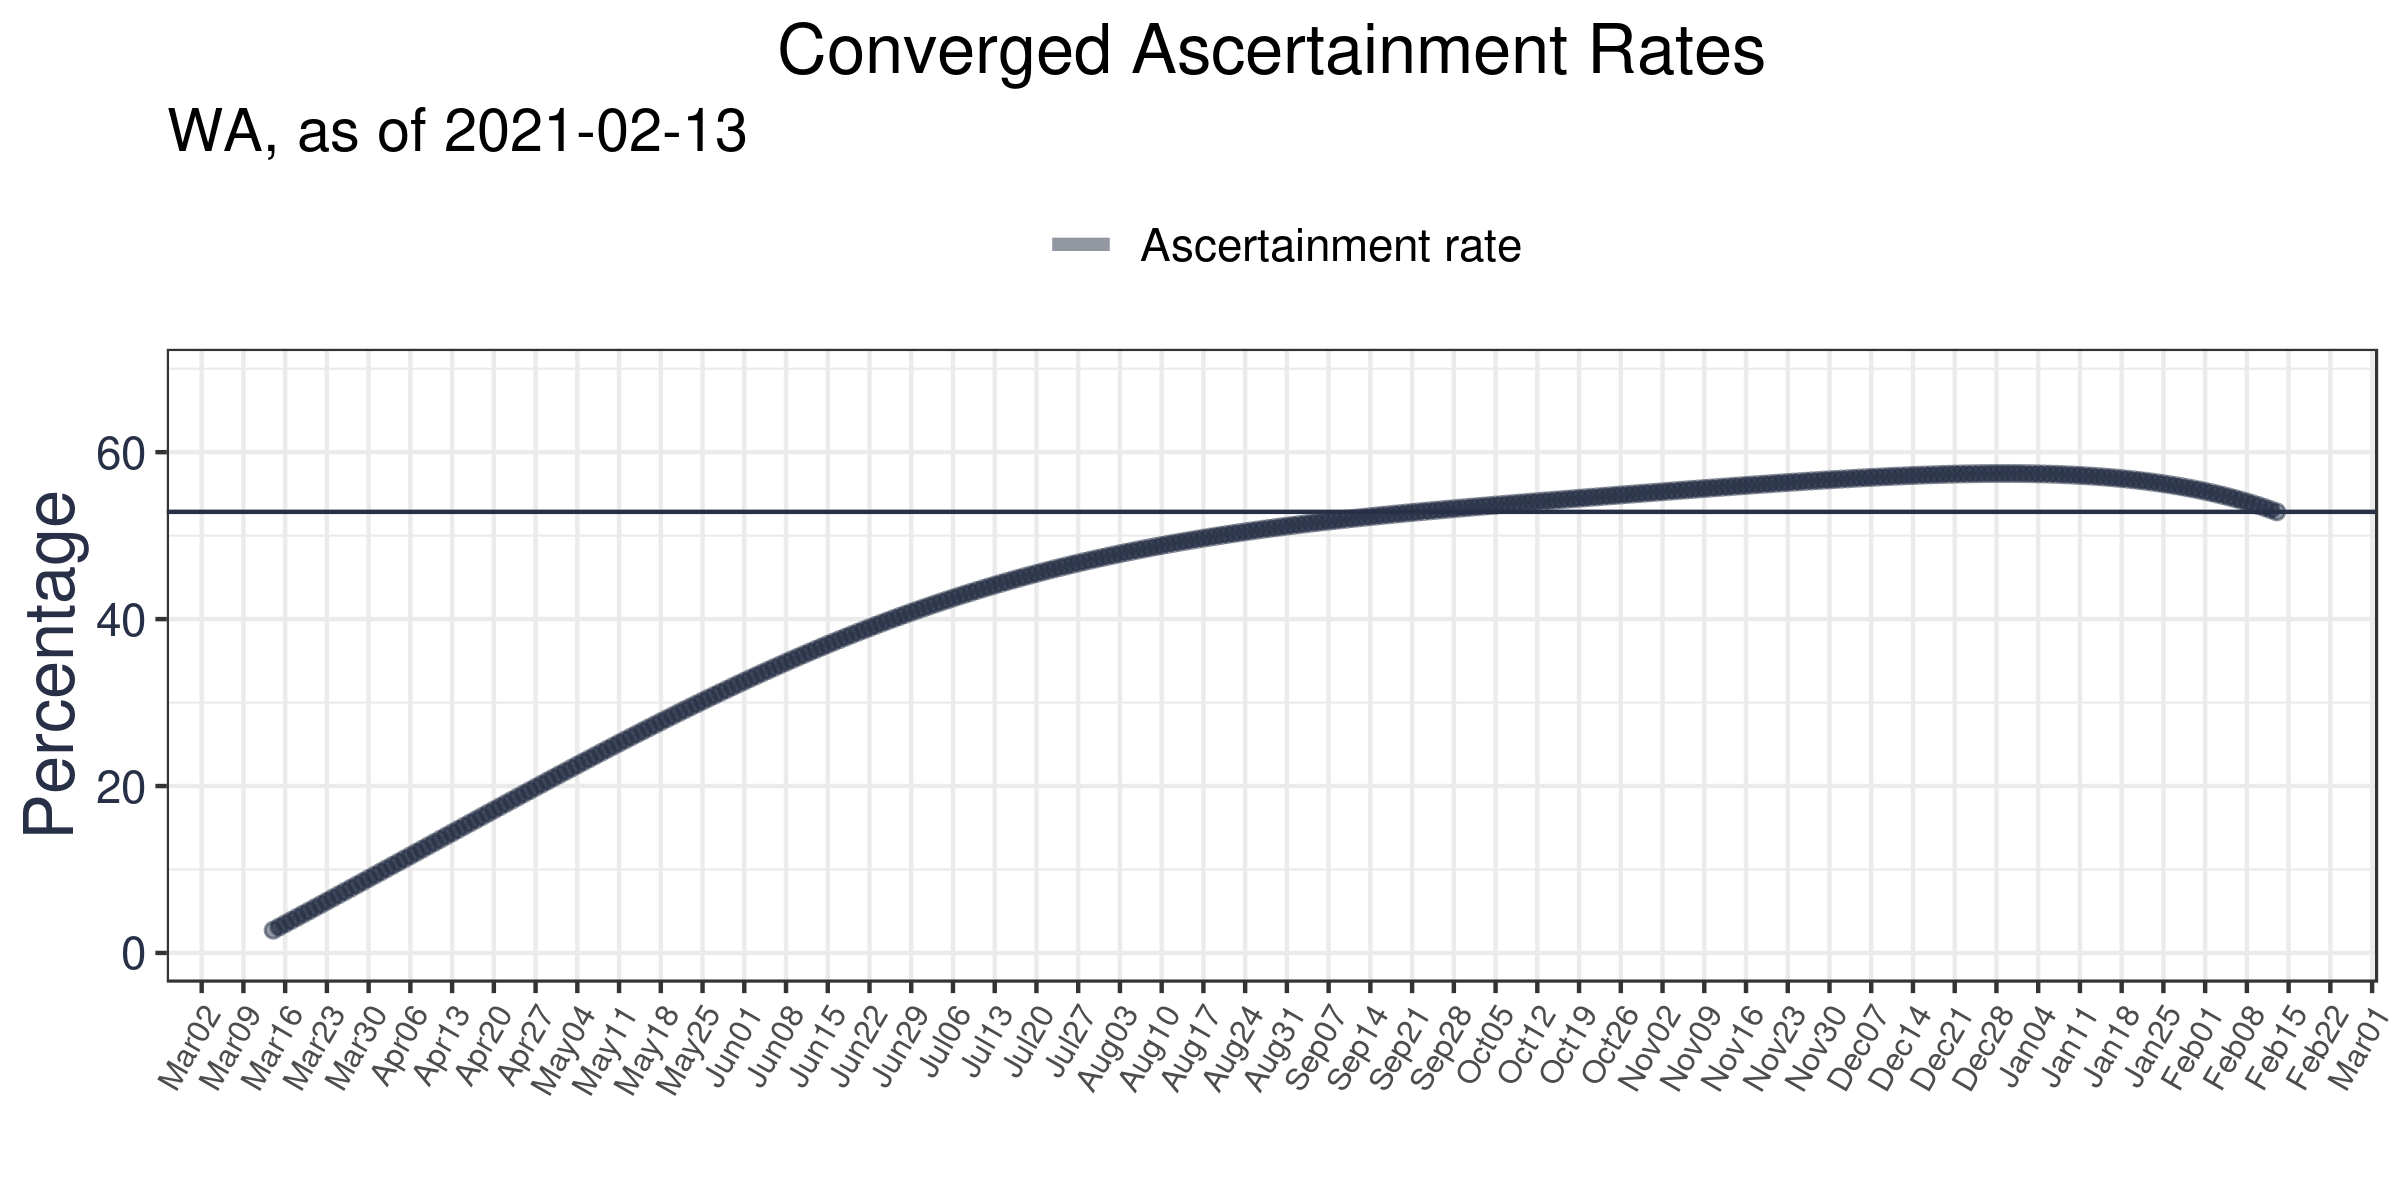 Converged Ascertainment Rates
WA, as of 2021-02-13
Ascertainment rate
Percentage
60
40
20
0
Mar02 Mar09 Mar16 Mar23 Mar30 Apr06 Apr13 Apr20 Apr27 May04 May11 May18 May25 Jun01 Jun08 Jun15 Jun22 Jun29 Jul06 Jul13 Jul20 Jul27 Aug03 Aug10 Aug17 Aug24 Aug31 Sep07 Sep14 Sep21 Sep28 Oct05 Oct12 Oct19 Oct26 Nov02 Nov09 Nov16 Nov23 Nov30 Dec07 Dec14 Dec21 Dec28 Jan04 Jan11 Jan18 Jan25 Feb01 Feb08 Feb15 Feb22 Mar01